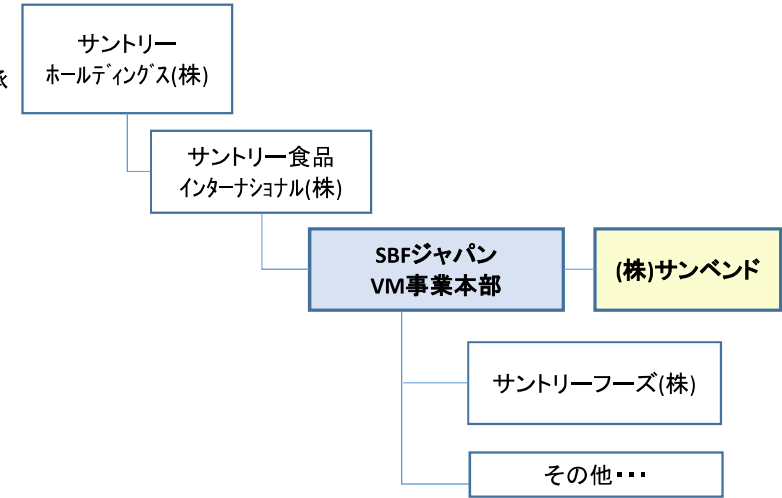 サントリー
ホールディングス(株)
サントリー食品
インターナショナル(株)
SBFジャパン
VM事業本部
(株)サンベンド
サントリーフーズ(株)
その他・・・